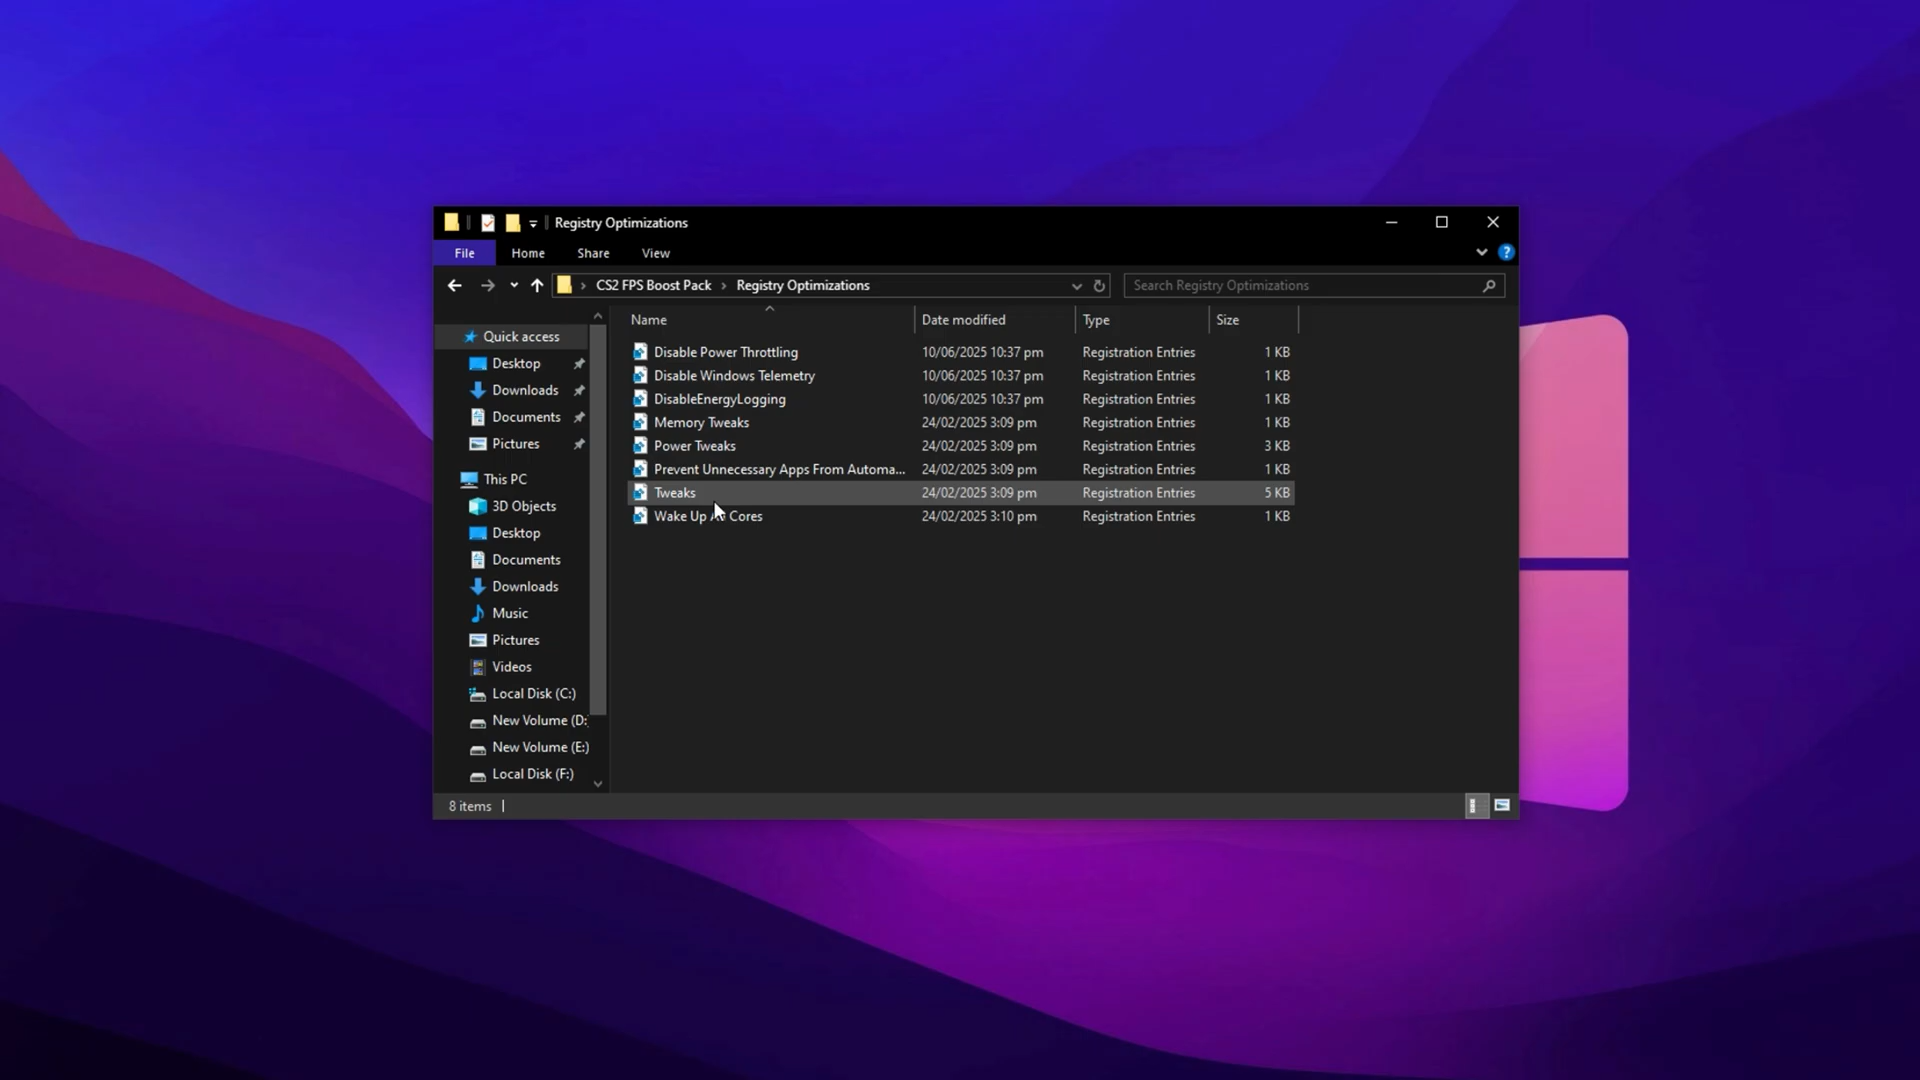 Registry Optimizations
File Home Share View
CS2 FPS Boost Pack Registry Optimizations Search Registry Optimizations
Name Date modified Type Size
Quick access
Desktop
Downloads
Documents
Pictures
This PC
3D Objects
Desktop
Documents
Downloads
Music
Pictures
Videos
Local Disk (C:)
New Volume (D:
New Volume (E:)
Local Disk (F:)
Disable Power Throttling 10/06/2025 10:37 pm Registration Entries 1 KB
Disable Windows Telemetry 10/06/2025 10:37 pm Registration Entries 1 KB
DisableEnergyLogging 10/06/2025 10:37 pm Registration Entries 1 KB
Memory Tweaks 24/02/2025 3:09 pm Registration Entries 1 KB
Power Tweaks 24/02/2025 3:09 pm Registration Entries 3 KB
Prevent Unnecessary Apps From Automa... 24/02/2025 3:09 pm Registration Entries 1 KB
Tweaks 24/02/2025 3:09 pm Registration Entries 5 KB
Wake Up Cores 24/02/2025 3:10 pm Registration Entries 1 KB
8 items